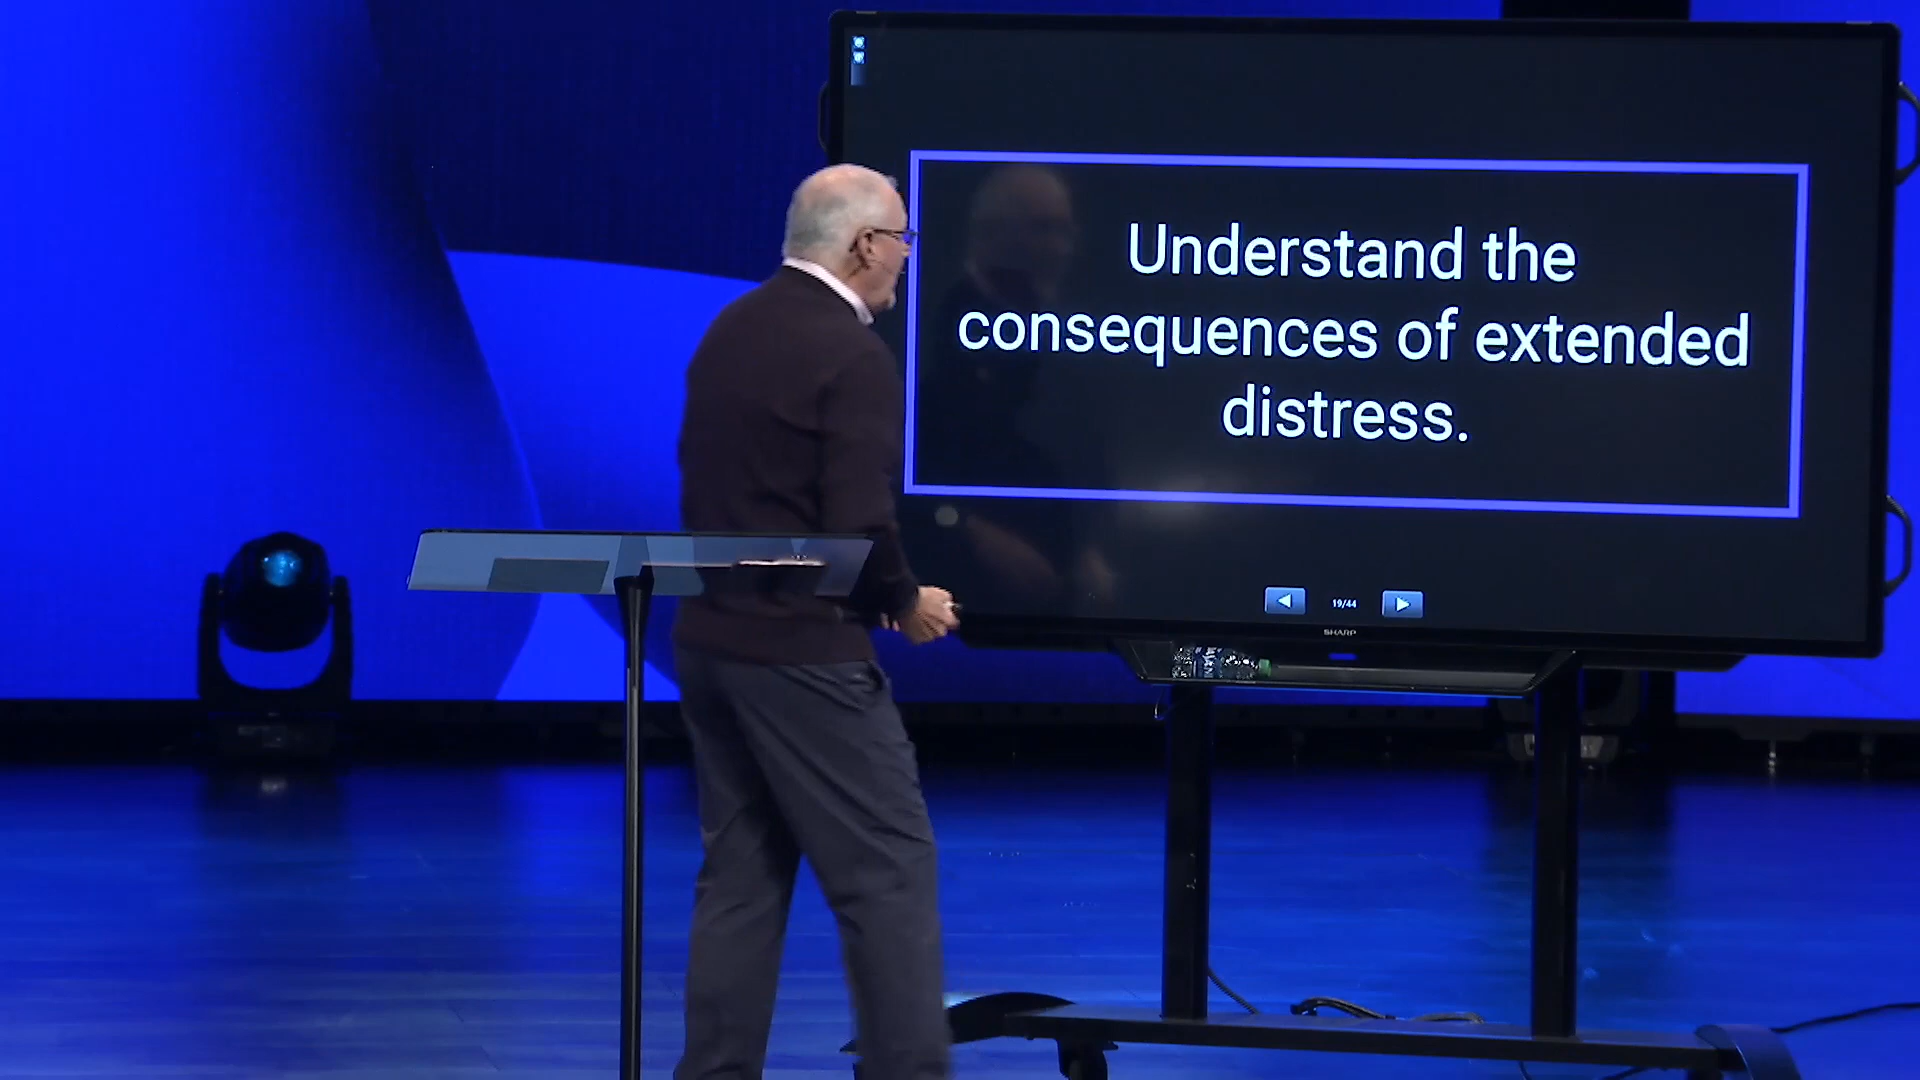 Understand the
consequences of extended
distress.
19/44
SHARP